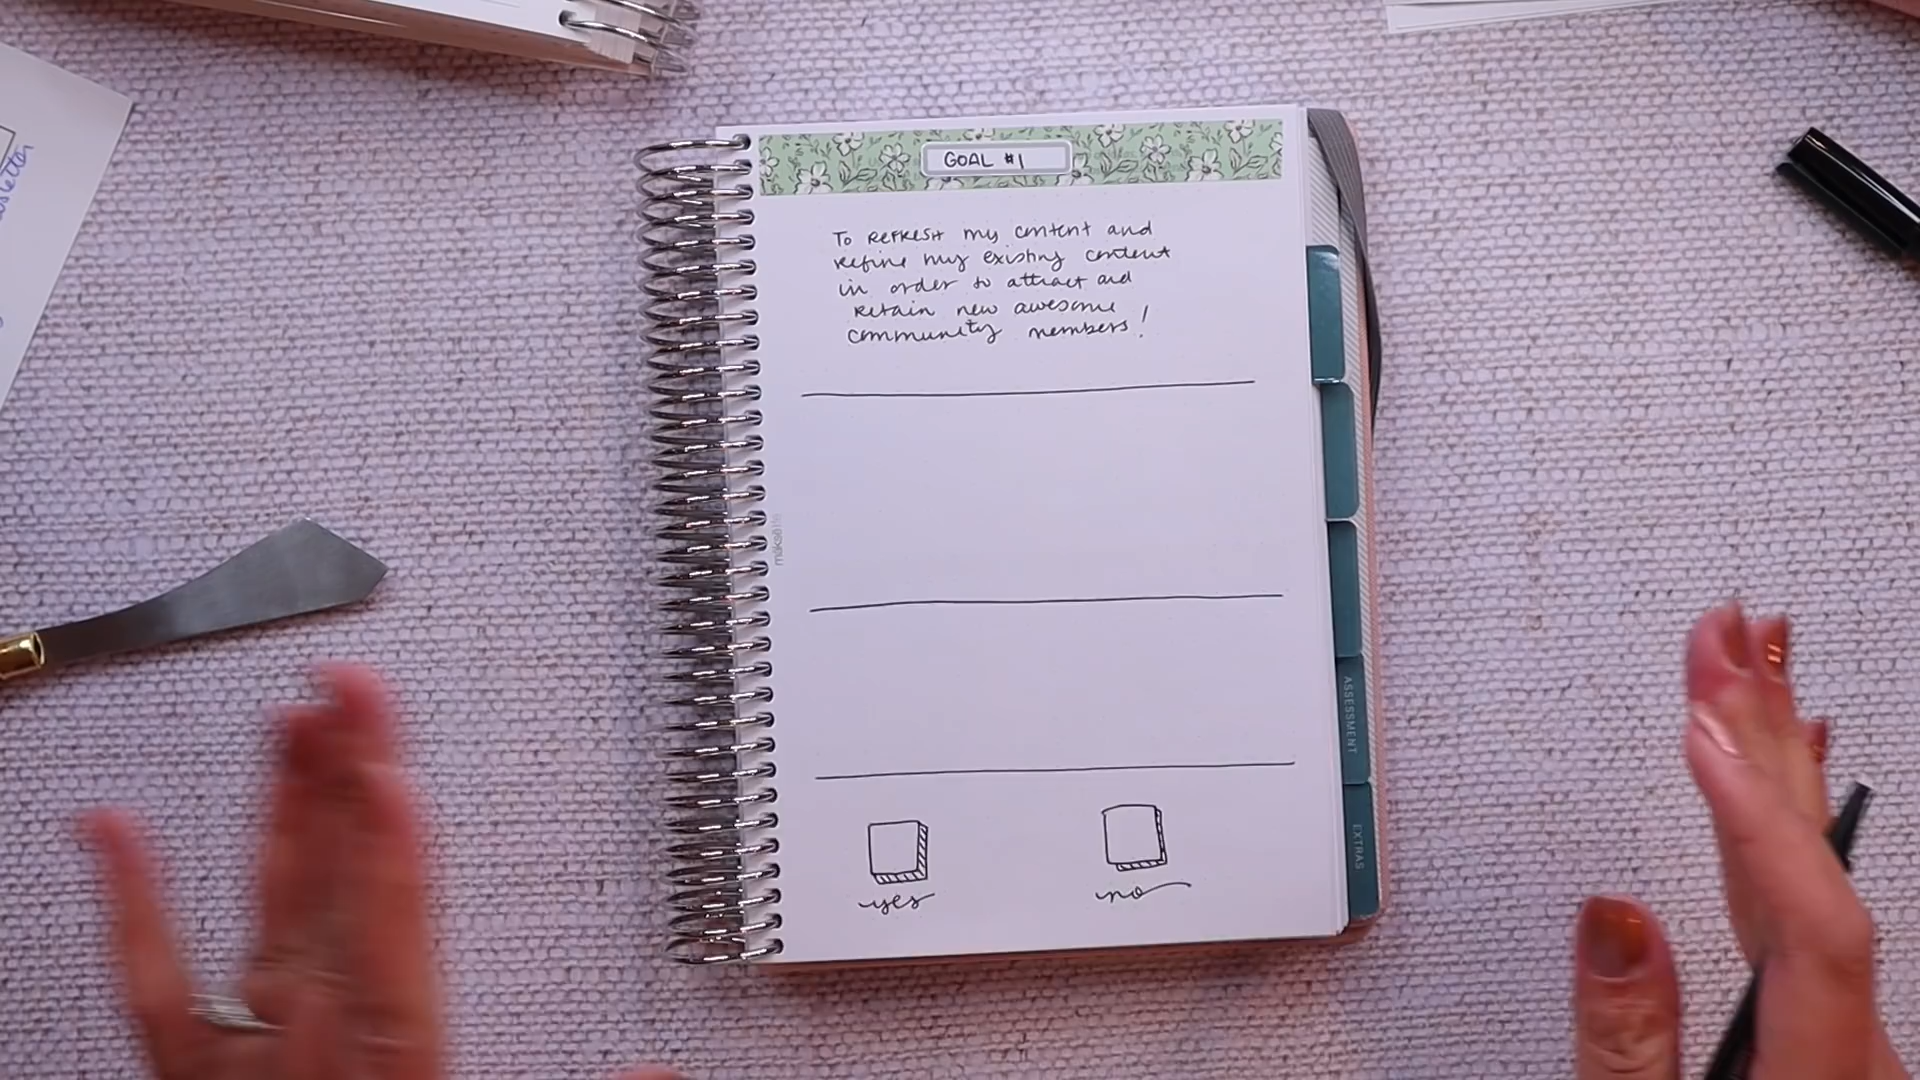 GOAL #1
To REFRESH my content and
refine my existing content
in order to attract and
retain new awesome
community members!
yes
no
ASSESSMENT
EXTRAS